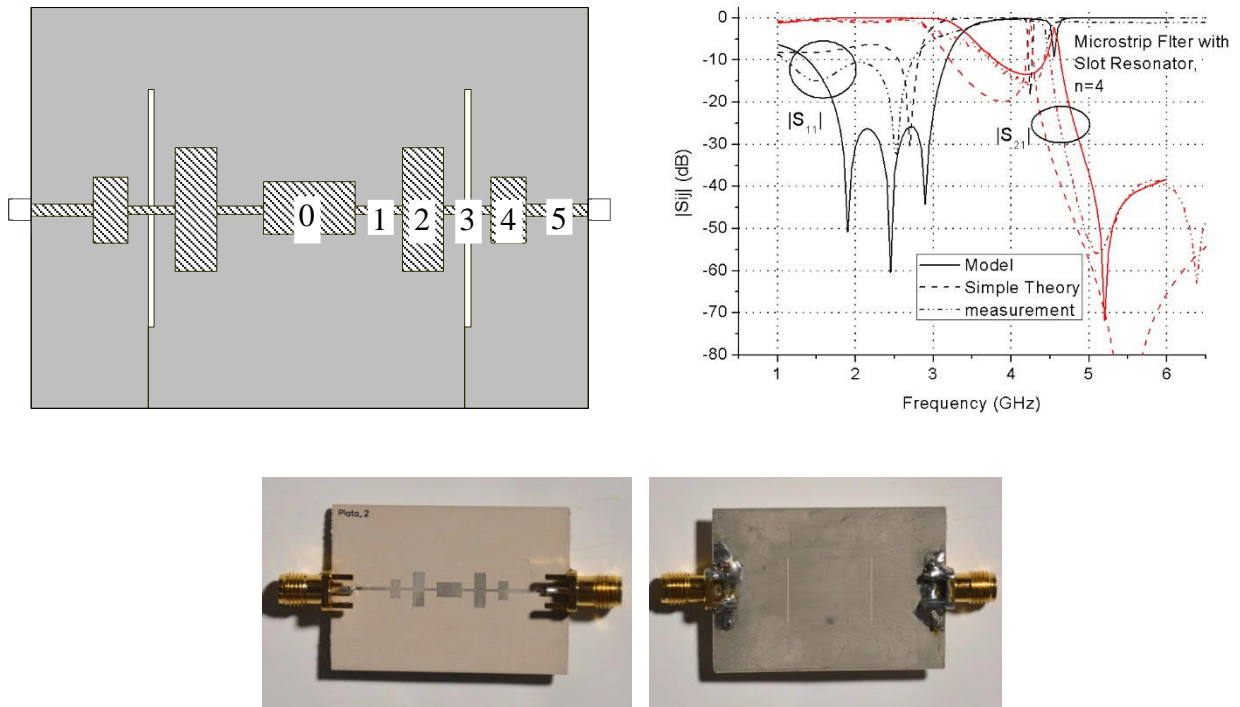 0
1
2
3
4
5
0
-10
-20
-30
-40
-50
-60
-70
-80
|Sij| (dB)
Microstrip Flter with
Slot Resonator,
n=4
|S11|
|S21|
Model
Simple Theory
measurement
1
2
3
4
5
6
Frequency (GHz)
Plata_2